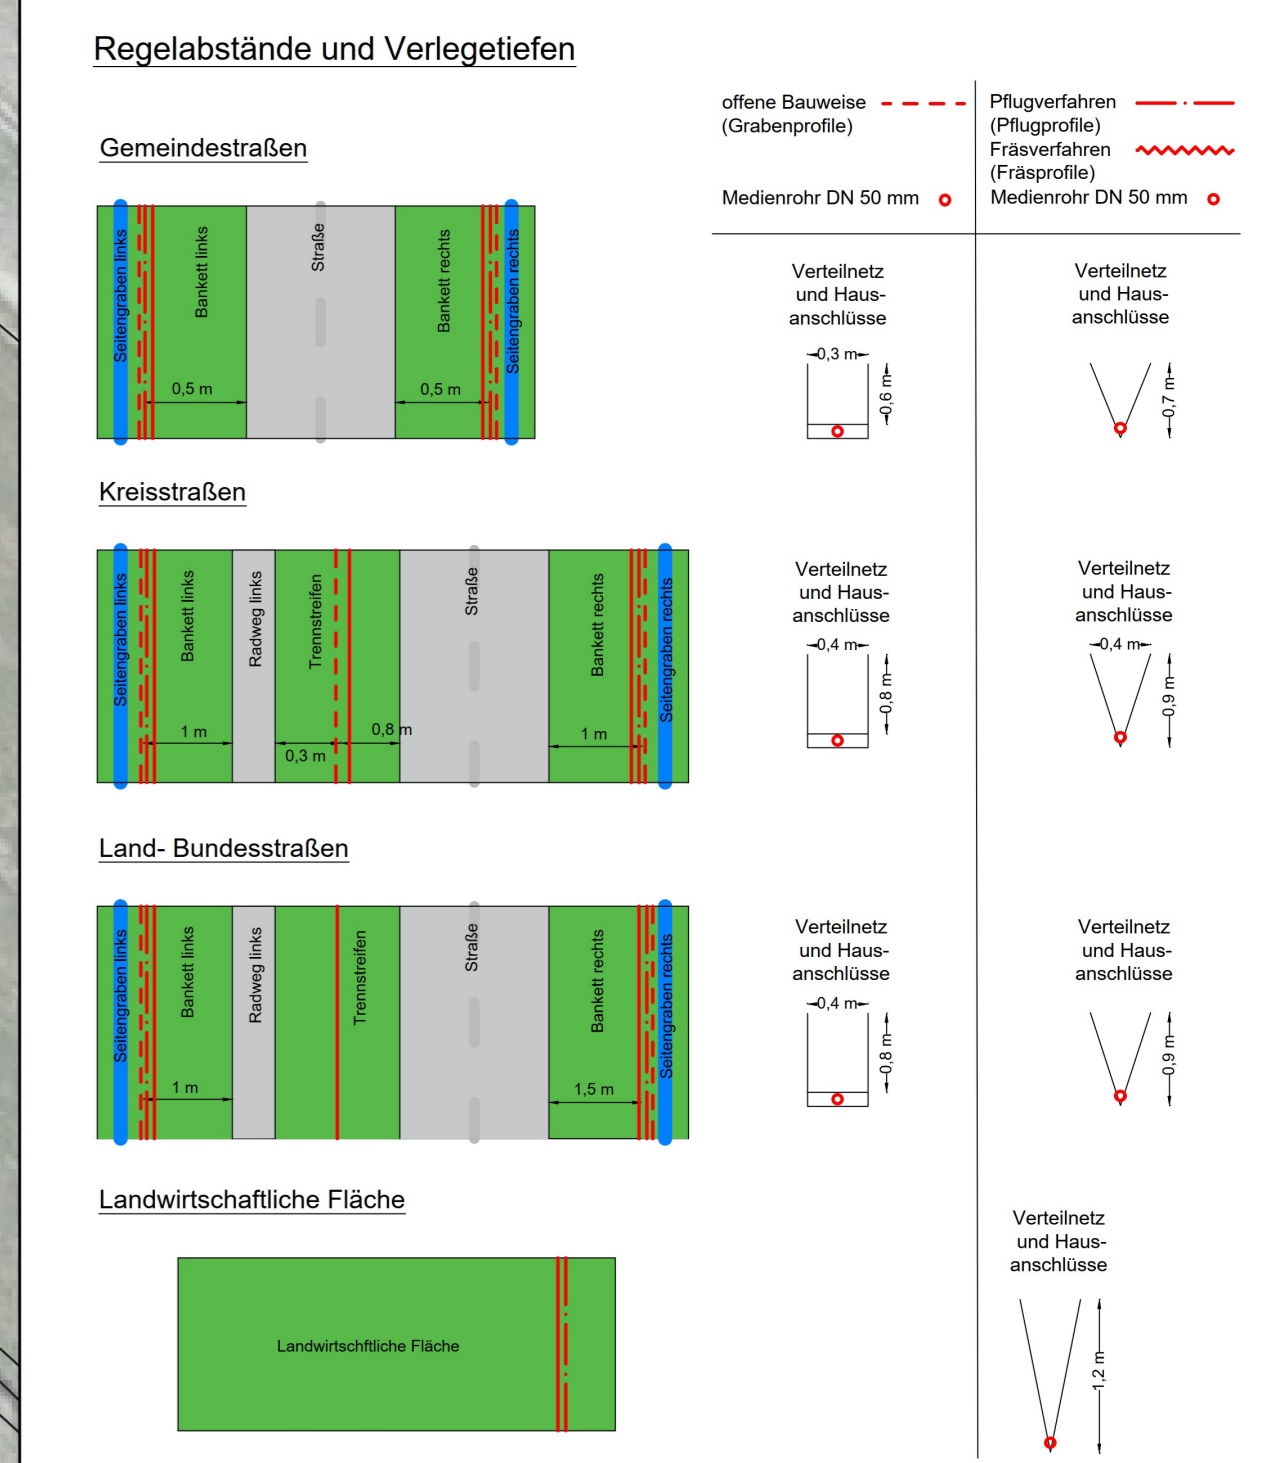 Regelabstände und Verlegetiefen
offene Bauweise
(Grabenprofile)
Medienrohr DN 50 mm
Pflugverfahren
(Pflugprofile)
Fräsverfahren
(Fräsprofile)
Medienrohr DN 50 mm
Gemeindestraßen
Seitengraben links
Bankett links
Straße
Bankett rechts
Seitengraben rechts
0,5 m
0,5 m
Verteilnetz
und Haus-
anschlüsse
0,3 m
0,6 m
Verteilnetz
und Haus-
anschlüsse
0,7 m
Kreisstraßen
Seitengraben links
Bankett links
Radweg links
Trennstreifen
Straße
Bankett rechts
Seitengraben rechts
1 m
0,3 m
0,8 m
1 m
Verteilnetz
und Haus-
anschlüsse
0,4 m
0,8 m
Verteilnetz
und Haus-
anschlüsse
0,4 m
0,9 m
Land- Bundesstraßen
Seitengraben links
Bankett links
Radweg links
Trennstreifen
Straße
Bankett rechts
Seitengraben rechts
1 m
1,5 m
Verteilnetz
und Haus-
anschlüsse
0,4 m
0,8 m
Verteilnetz
und Haus-
anschlüsse
0,9 m
Landwirtschaftliche Fläche
Landwirtschftliche Fläche
Verteilnetz
und Haus-
anschlüsse
1,2 m